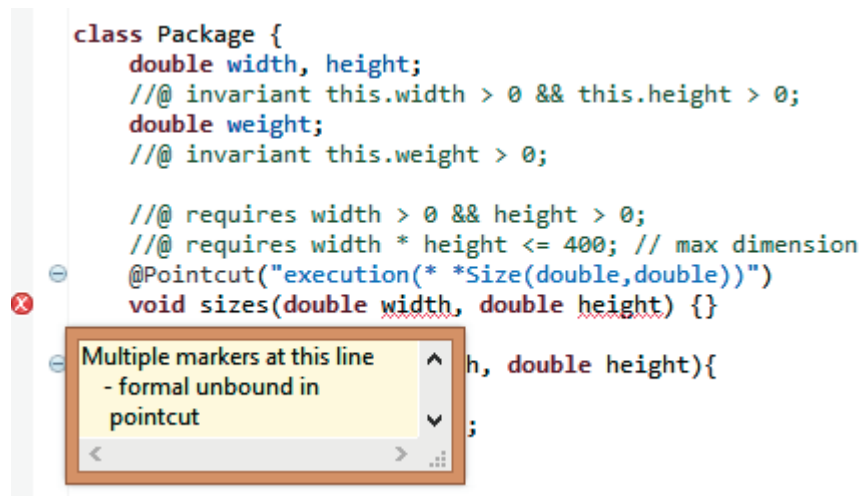 class Package {
double width, height;
//@ invariant this.width > 0 && this.height > 0;
double weight;
//@ invariant this.weight > 0;
//@ requires width > 0 && height > 0;
//@ requires width * height <= 400; // max dimension
@Pointcut("execution(* *Size(double,double))")
void sizes(double width, double height) {}
h, double height){
;
Multiple markers at this line
- formal unbound in
pointcut